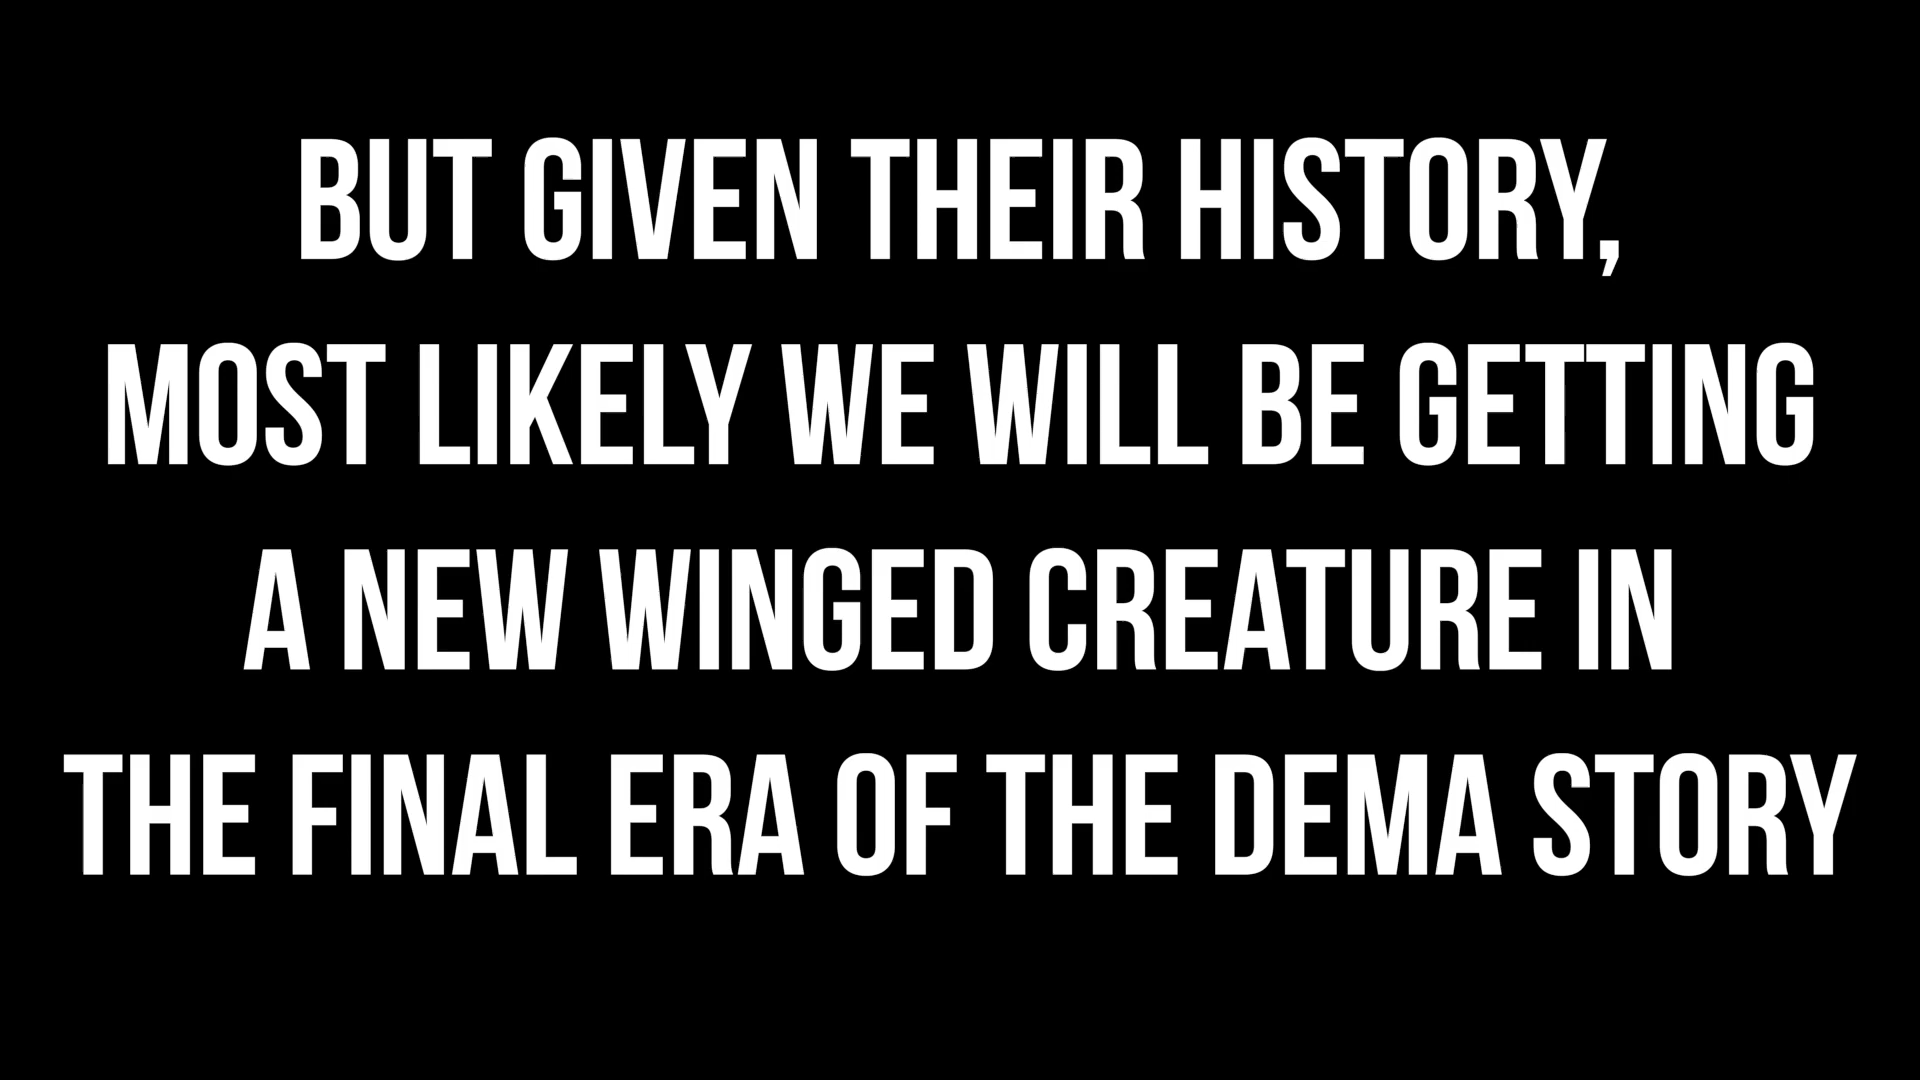 BUT GIVEN THEIR HISTORY,
MOST LIKELY WE WILL BE GETTING
A NEW WINGED CREATURE IN
THE FINAL ERA OF THE DEMA STORY